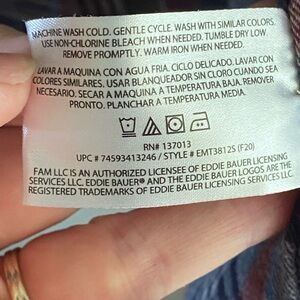 MACHINE WASH COLD. GENTLE CYCLE. WASH WITH SIMILAR COLORS.
USE NON-CHLORINE BLEACH WHEN NEEDED. TUMBLE DRY LOW.
REMOVE PROMPTLY. WARM IRON WHEN NEEDED.
LAVAR A MAQUINA CON AGUA FRIA. CICLO DELICADO. LAVAR CON
COLORES SIMILARES. USAR BLANQUEADOR SIN CLORO CUANDO SEA
NECESARIO. SECAR A MAQUINA A TEMPERATURA BAJA. REMOVER
PRONTO. PLANCHAR A TEMPERATURA MEDIA.
RN# 137013
UPC # 74593413246 / STYLE # EMT3812S (F20)
FAM LLC IS AN AUTHORIZED LICENSEE OF EDDIE BAUER LICENSING
SERVICES LLC. EDDIE BAUER® AND THE EDDIE BAUER LOGOS ARE THE
REGISTERED TRADEMARKS OF EDDIE BAUER LICENSING SERVICES LLC.